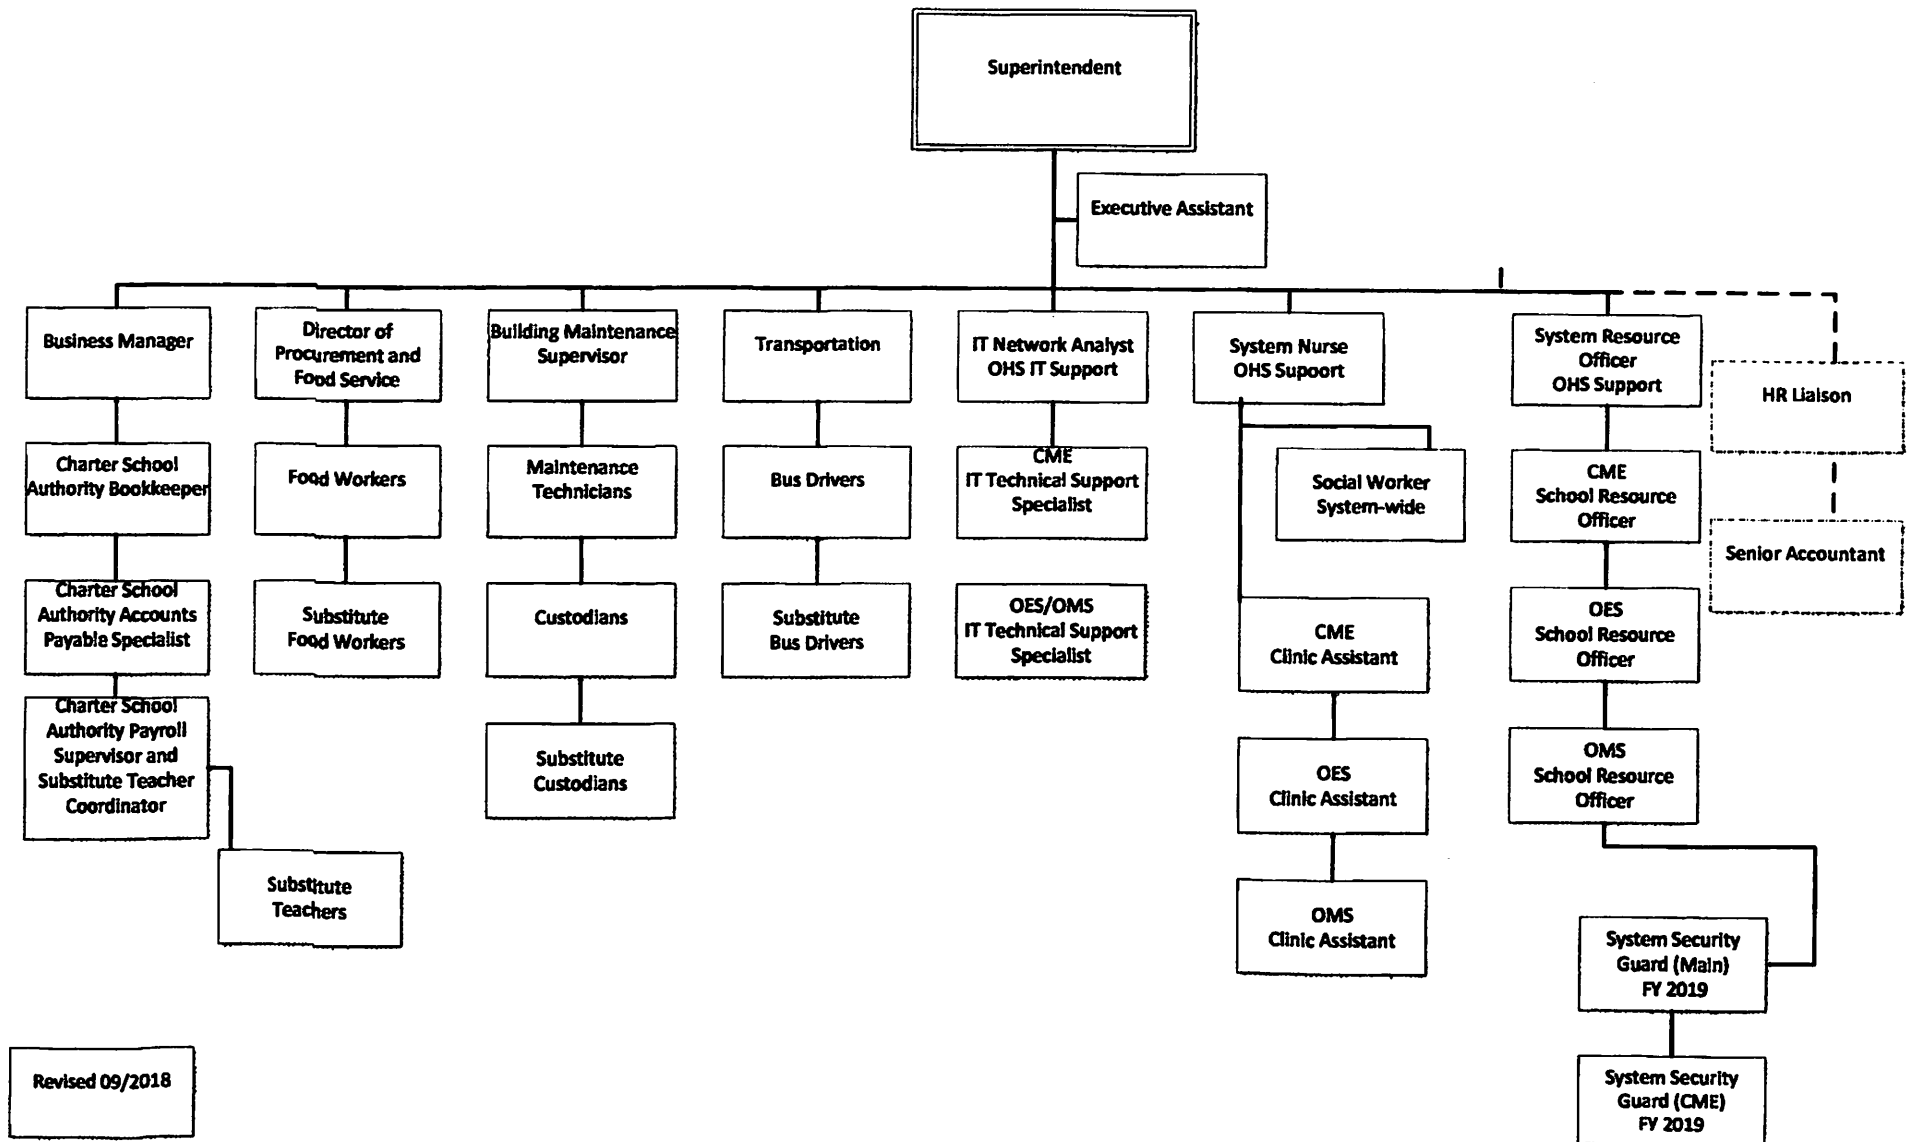 Superintendent
Executive Assistant
Business Manager
Director of
Procurement and
Food Service
Building Maintenance
Supervisor
Transportation
IT Network Analyst
OHS IT Support
System Nurse
OHS Supoort
System Resource
Officer
OHS Support
HR Liaison
Charter School
Authority Bookkeeper
Food Workers
Maintenance
Technicians
Bus Drivers
CME
IT Technical Support
Specialist
Social Worker
System-wide
CME
School Resource
Officer
Senior Accountant
Charter School
Authority Accounts
Payable Specialist
Substitute
Food Workers
Custodians
Substitute
Bus Drivers
OES/OMS
IT Technical Support
Specialist
CME
Clinic Assistant
OES
School Resource
Officer
Charter School
Authority Payroll
Supervisor and
Substitute Teacher
Coordinator
Substitute
Custodians
OES
Clinic Assistant
OMS
School Resource
Officer
Substitute
Teachers
OMS
Clinic Assistant
System Security
Guard (Main)
FY 2019
Revised 09/2018
System Security
Guard (CME)
FY 2019